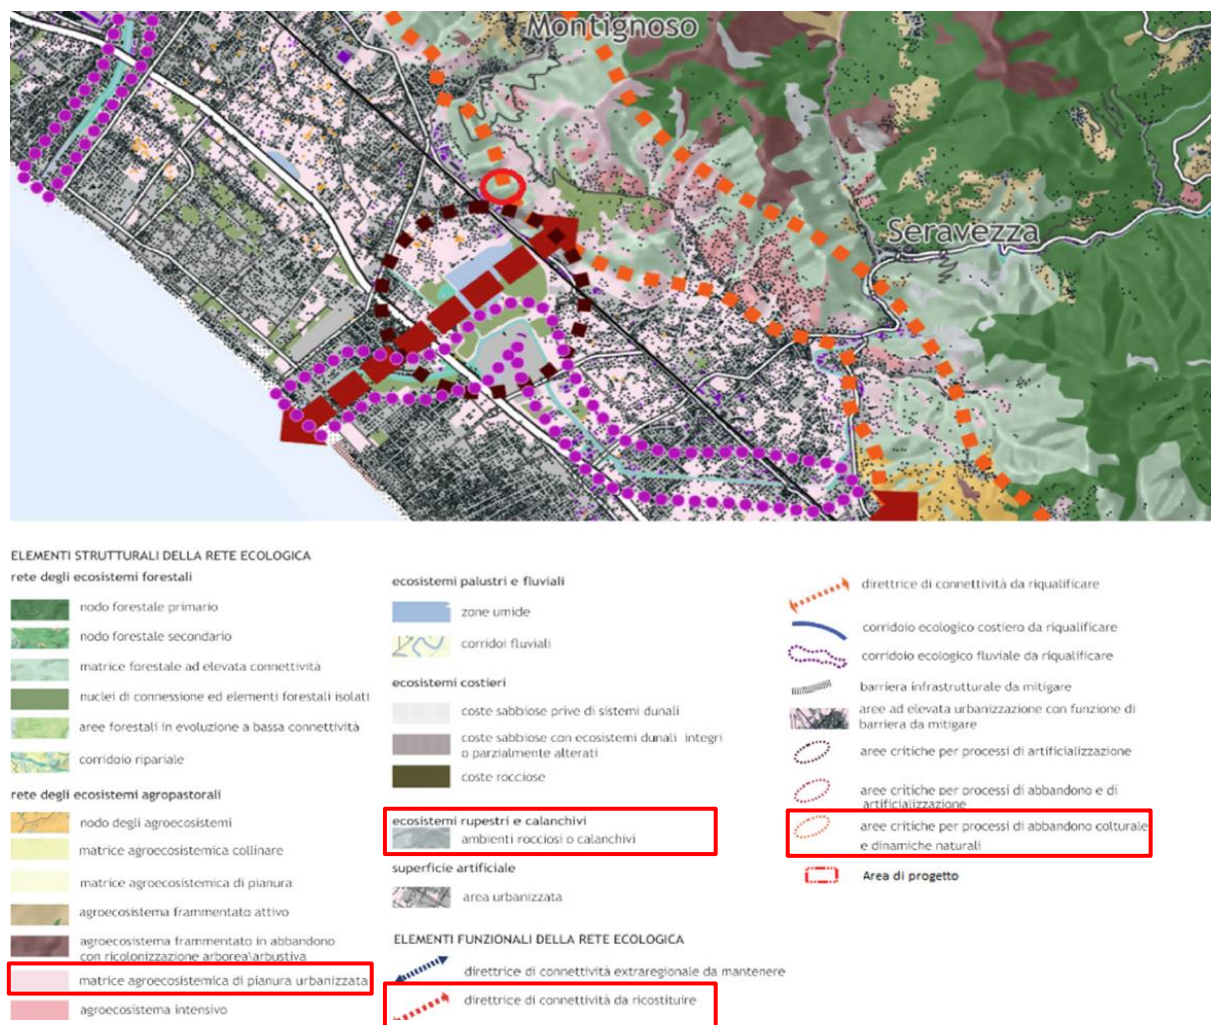 Montignoso
Seravezza
ELEMENTI STRUTTURALI DELLA RETE ECOLOGICA
rete degli ecosistemi forestali
nodo forestale primario
nodo forestale secondario
matrice forestale ad elevata connettività
nuclei di connessione ed elementi forestali isolati
aree forestali in evoluzione a bassa connettività
corridoio ripariale
rete degli ecosistemi agropastorali
nodo degli agroecosistemi
matrice agroecosistemica collinare
matrice agroecosistemica di pianura
agroecosistema frammentato attivo
agroecosistema frammentato in abbandono
con ricolonizzazione arborea\arbustiva
matrice agroecosistemica di pianura urbanizzata
agroecosistema intensivo
ecosistemi palustri e fluviali
zone umide
corridoi fluviali
ecosistemi costieri
coste sabbiose prive di sistemi dunali
coste sabbiose con ecosistemi dunali integri
o parzialmente alterati
coste rocciose
ecosistemi rupestri e calanchivi
ambienti rocciosi o calanchivi
superficie artificiale
area urbanizzata
ELEMENTI FUNZIONALI DELLA RETE ECOLOGICA
direttrice di connettività extraregionale da mantenere
direttrice di connettività da ricostituire
direttrice di connettività da riqualificare
corridoio ecologico costiero da riqualificare
corridoio ecologico fluviale da riqualificare
barriera infrastrutturale da mitigare
aree ad elevata urbanizzazione con funzione di
barriera da mitigare
aree critiche per processi di artificializzazione
aree critiche per processi di abbandono e di
artificializzazione
aree critiche per processi di abbandono colturale
e dinamiche naturali
Area di progetto